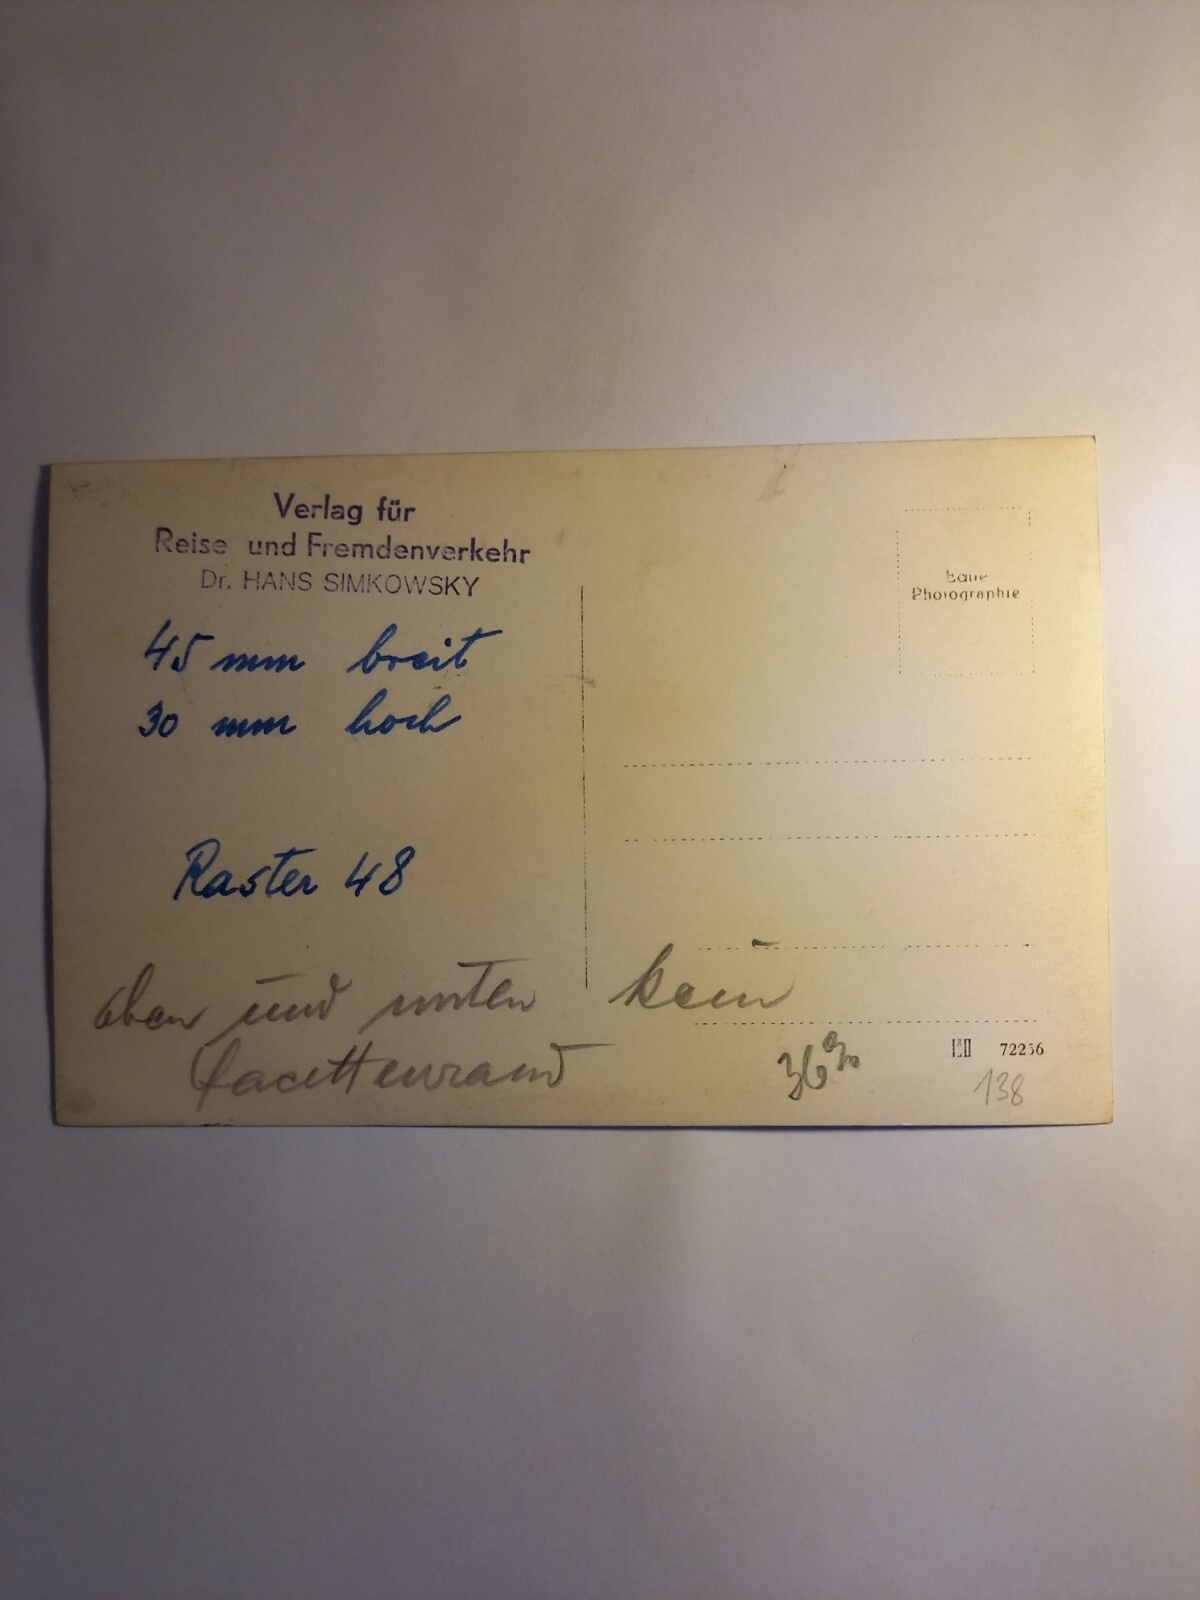 Verlag für
Reise und Fremdenverkehr
Dr. HANS SIMKOWSKY
45 mm breit
30 mm hoch
Raster 48
oben und unten kein
Facettenrand
Photographie
36%
72256
138